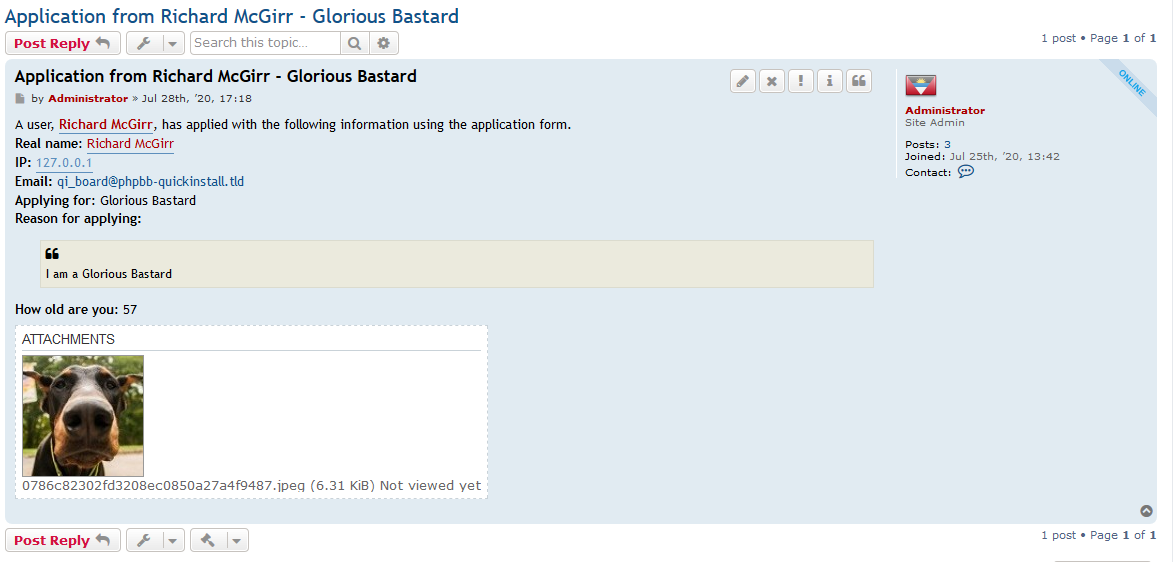 Application from Richard McGirr - Glorious Bastard
Post Reply
Search this topic…
1 post • Page 1 of 1
Application from Richard McGirr - Glorious Bastard
by Administrator » Jul 28th, '20, 17:18
ONLINE
Administrator
Site Admin
Posts: 3
Joined: Jul 25th, '20, 13:42
Contact:
A user, Richard McGirr, has applied with the following information using the application form.
Real name: Richard McGirr
IP: 127.0.0.1
Email: qi_board@phpbb-quickinstall.tld
Applying for: Glorious Bastard
Reason for applying:
I am a Glorious Bastard
How old are you: 57
ATTACHMENTS
0786c82302fd3208ec0850a27a4f9487.jpeg (6.31 KiB) Not viewed yet
Post Reply
1 post • Page 1 of 1